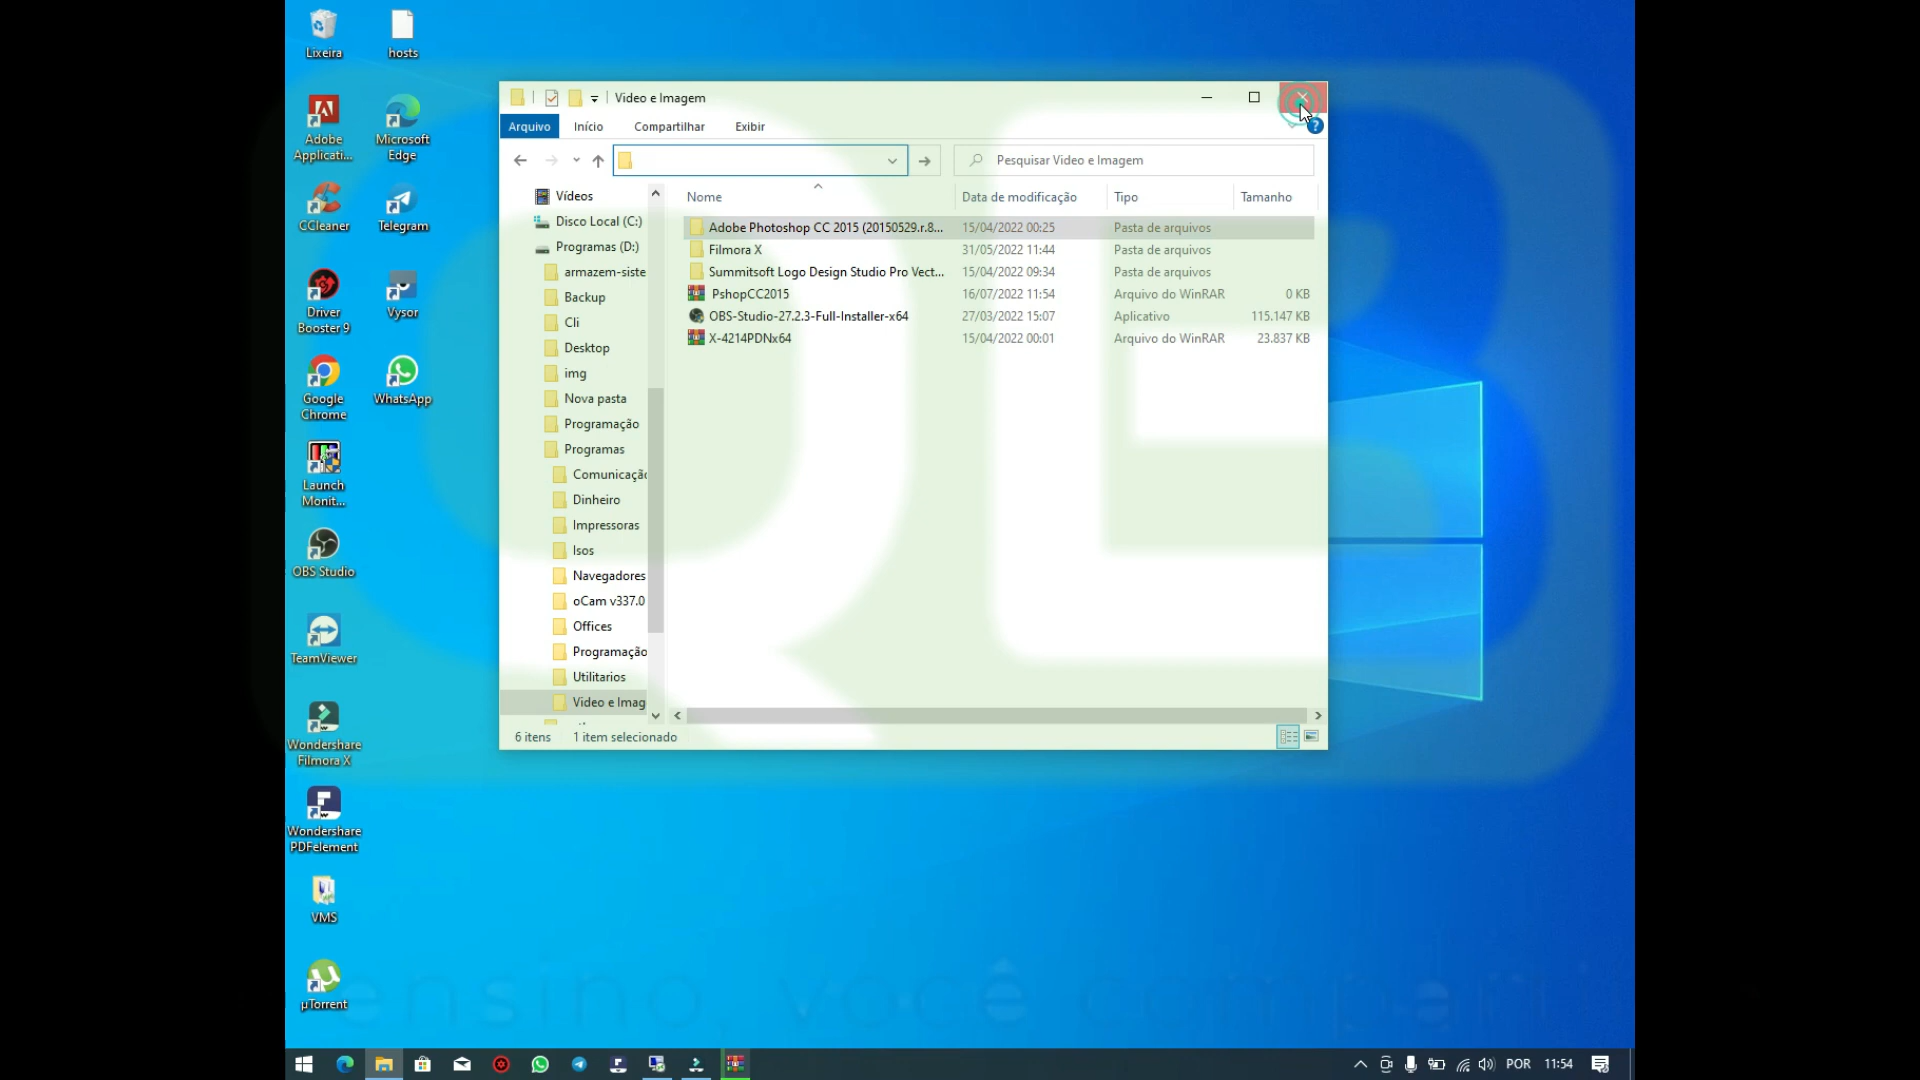 Lixeira
hosts
Adobe
Applicati...
Microsoft
Edge
CCleaner
Telegram
Driver
Booster 9
Vysor
Google
Chrome
WhatsApp
Launch
Monit...
OBS Studio
TeamViewer
Wondershare
Filmora X
Wondershare
PDFelement
VMS
µTorrent
Video e Imagem
Arquivo
Início
Compartilhar
Exibir
Pesquisar Video e Imagem
Vídeos
Disco Local (C:)
Programas (D:)
armazem-siste
Backup
Cli
Desktop
img
Nova pasta
Programação
Programas
Comunicaçã
Dinheiro
Impressoras
Isos
Navegadores
oCam v337.0
Offices
Programação
Utilitarios
Video e Imag
Nome
Data de modificação
Tipo
Tamanho
Adobe Photoshop CC 2015 (20150529.r.8... 15/04/2022 00:25 Pasta de arquivos
Filmora X 31/05/2022 11:44 Pasta de arquivos
Summitsoft Logo Design Studio Pro Vect... 15/04/2022 09:34 Pasta de arquivos
PshopCC2015 16/07/2022 11:54 Arquivo do WinRAR 0 KB
OBS-Studio-27.2.3-Full-Installer-x64 27/03/2022 15:07 Aplicativo 115.147 KB
X-4214PDNx64 15/04/2022 00:01 Arquivo do WinRAR 23.837 KB
6 itens
1 item selecionado
ensino, você compar
POR
11:54